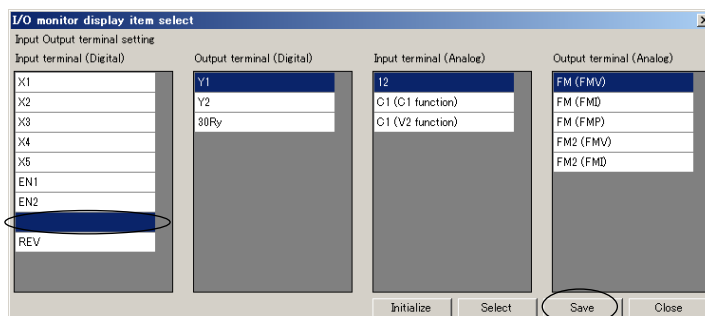 I/O monitor display item select
Input Output terminal setting
Input terminal (Digital)
X1
X2
X3
X4
X5
EN1
EN2
REV
Output terminal (Digital)
Y1
Y2
30Ry
Input terminal (Analog)
12
C1 (C1 function)
C1 (V2 function)
Output terminal (Analog)
FM (FMV)
FM (FMI)
FM (FMP)
FM2 (FMV)
FM2 (FMI)
Initialize
Select
Save
Close